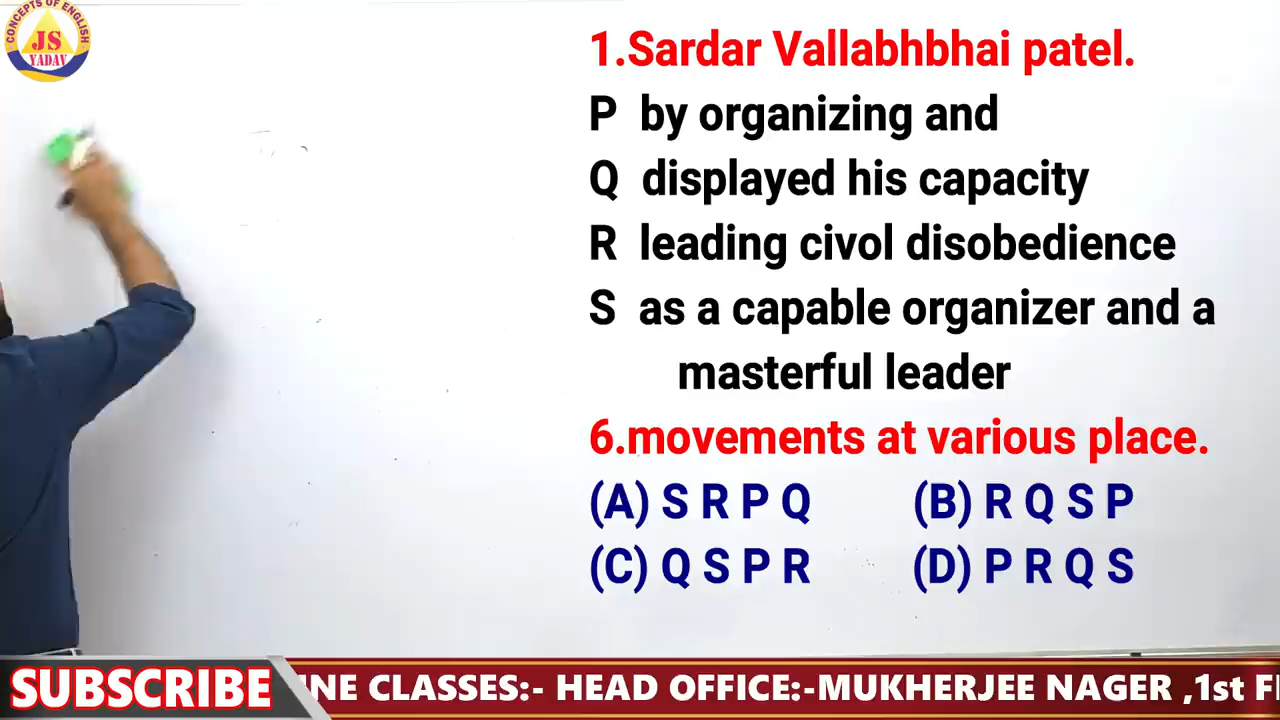 CONCEPTS OF ENGLISH
JS
YADAV
1.Sardar Vallabhbhai patel.
P by organizing and
Q displayed his capacity
R leading civol disobedience
S as a capable organizer and a
masterful leader
6.movements at various place.
(A) S R P Q (B) R Q S P
(C) Q S P R (D) P R Q S
SUBSCRIBE
CLASSES:- HEAD OFFICE:-MUKHERJEE NAGER ,1st